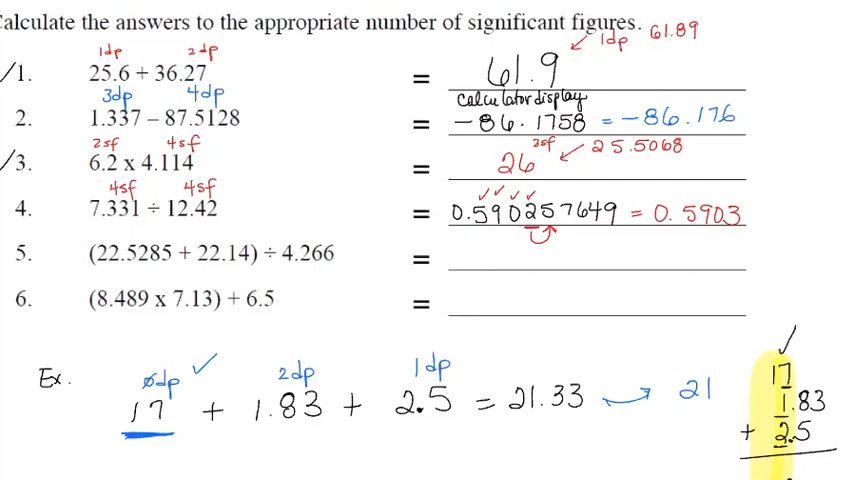 Calculate the answers to the appropriate number of significant figures.
1dp 2dp
1dp 61.89
1. 25.6 + 36.27 = 61.9
3dp 4dp
calculator display
2. 1.337 – 87.5128 = -86.1758 = -86.176
2sf 4sf
3. 6.2 x 4.114 = 26 2sf 25.5068
4sf 4sf
4. 7.331 ÷ 12.42 = 0.590257649 = 0.5903
5. (22.5285 + 22.14) ÷ 4.266 =
6. (8.489 x 7.13) + 6.5 =
Ex. 0dp 2dp 1dp
17 + 1.83 + 2.5 = 21.33 21
17
1.83
+ 2.5